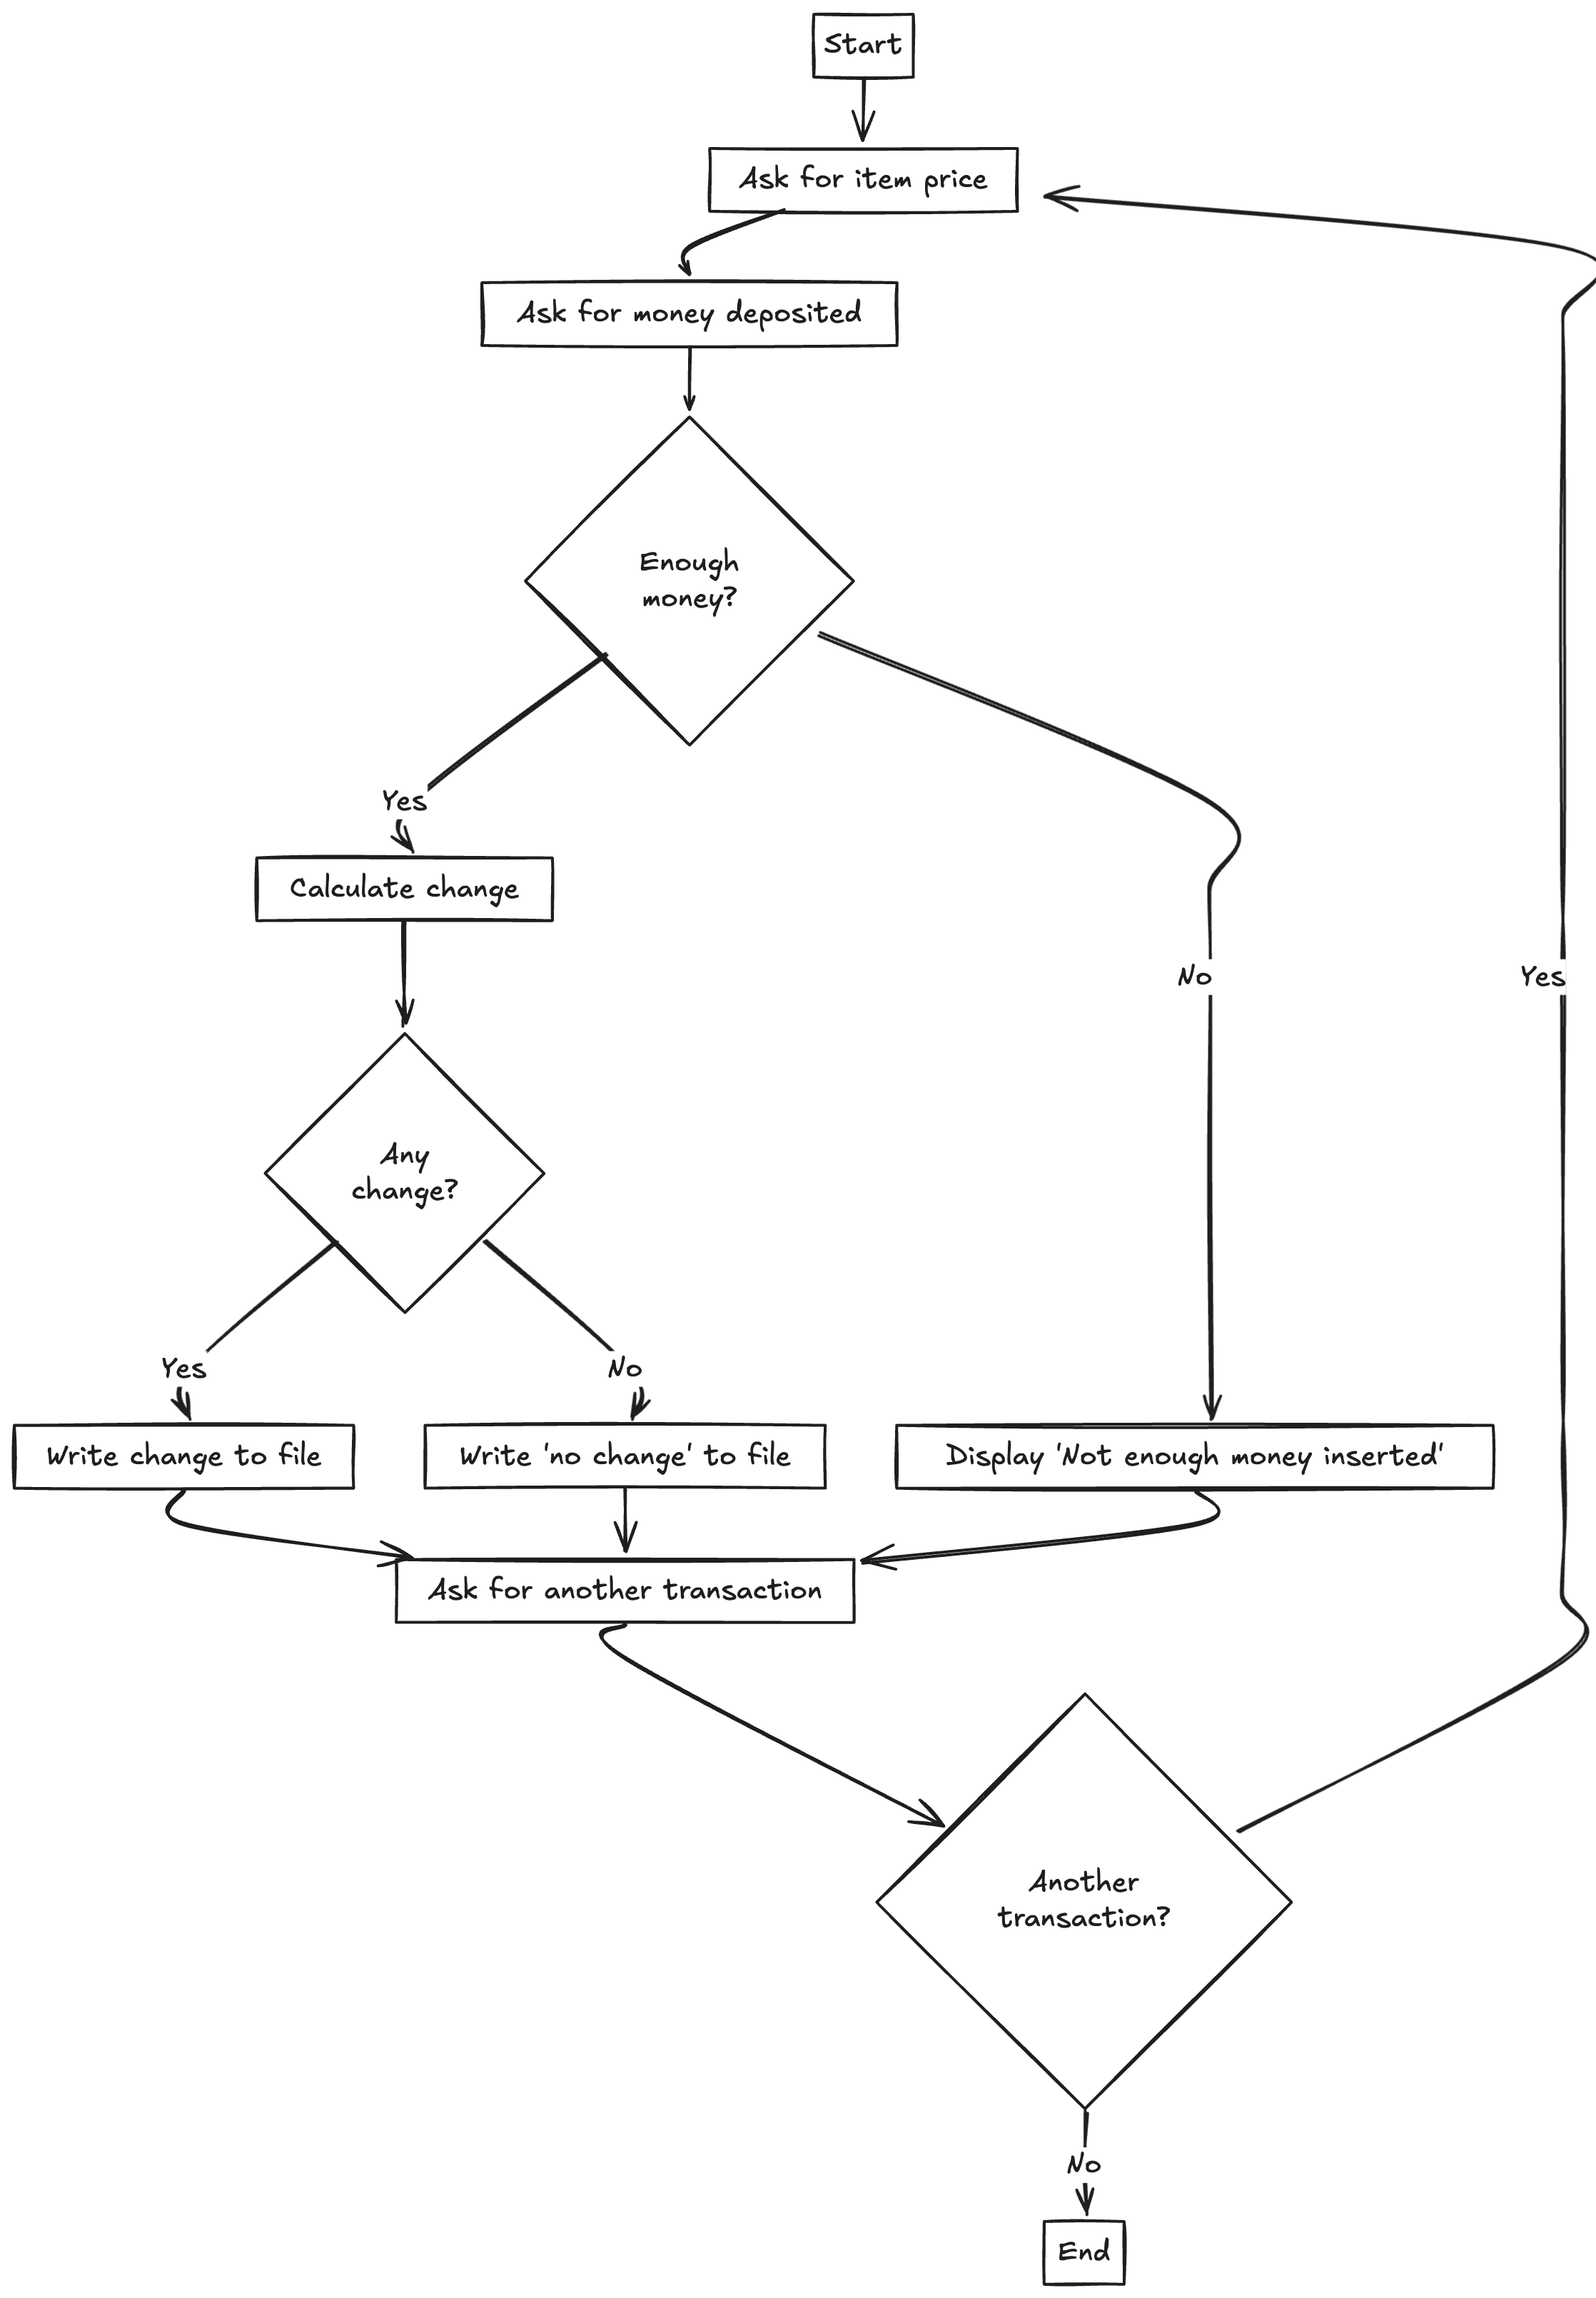 Start
Ask for item price
Ask for money deposited
Enough
money?
Yes
Calculate change
No
Yes
Any
change?
Yes
No
Write change to file
Write 'no change' to file
Display 'Not enough money inserted'
Ask for another transaction
Another
transaction?
No
End